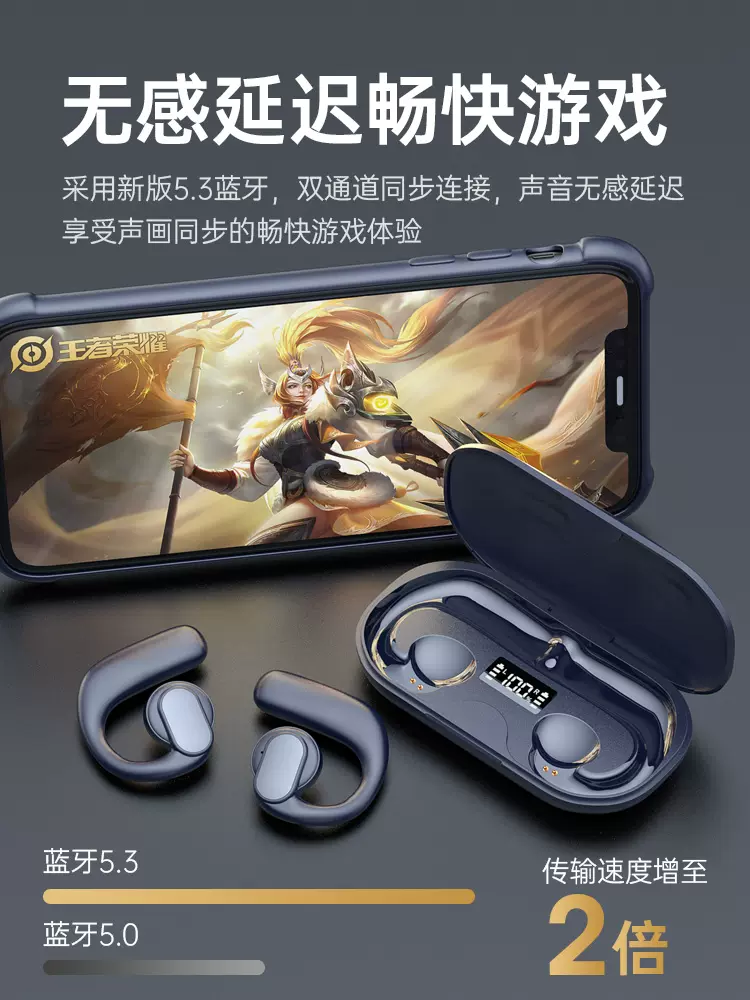 无感延迟畅快游戏
采用新版5.3蓝牙，双通道同步连接，声音无感延迟
享受声画同步的畅快游戏体验
王者荣耀
L 100 R
蓝牙5.3
蓝牙5.0
传输速度增至
2倍